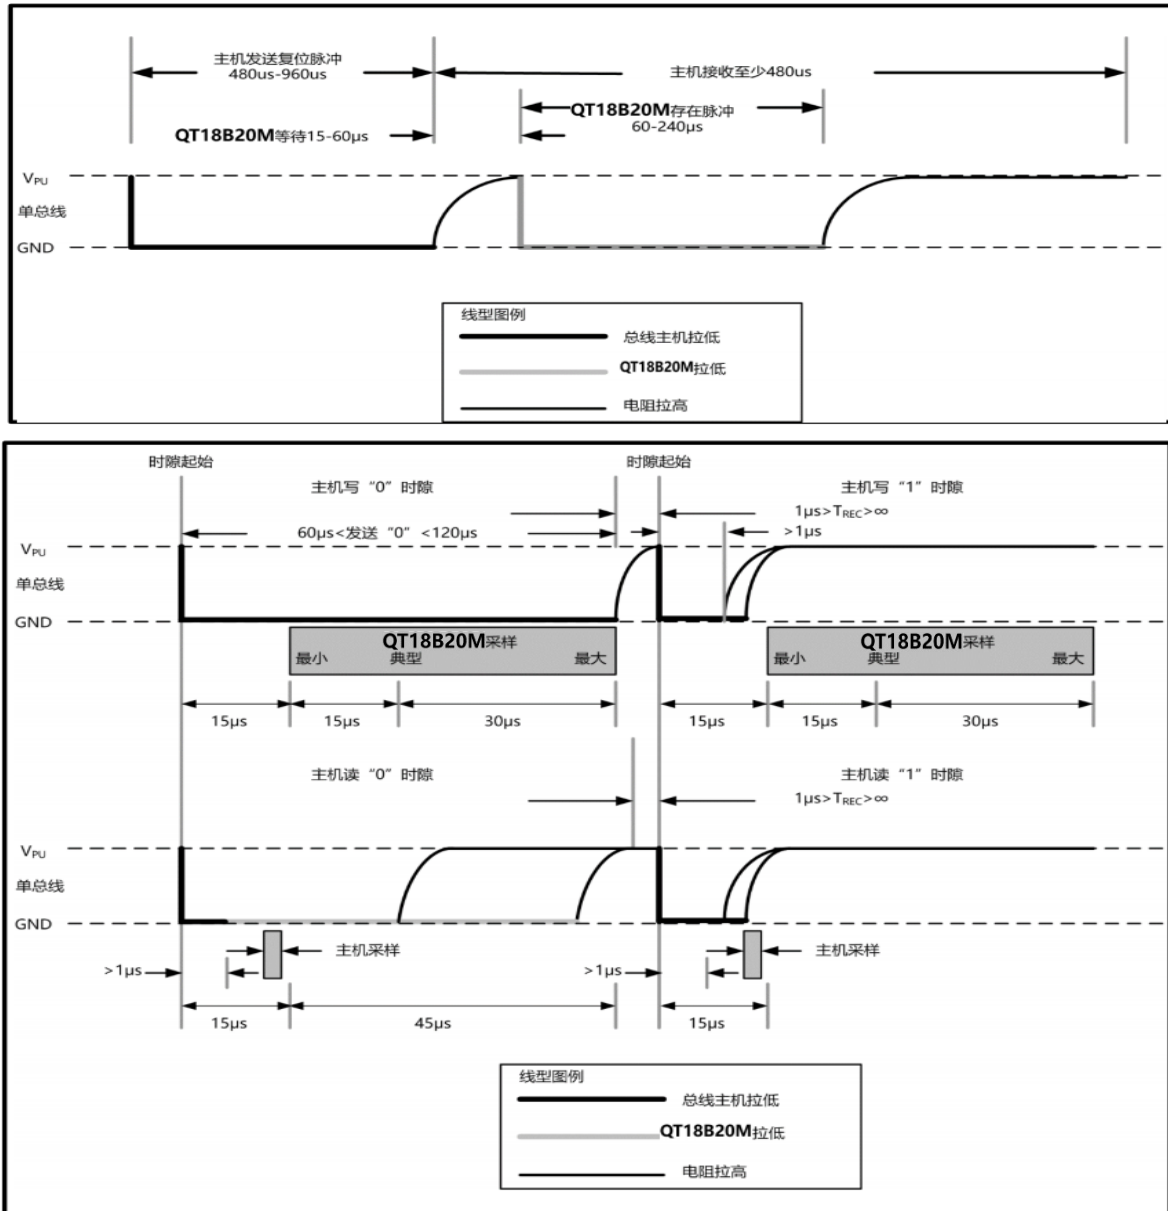 主机发送复位脉冲
480us-960us
主机接收至少480us
QT18B20M存在脉冲
60-240μs
QT18B20M等待15-60μs
VPU
单总线
GND
线型图例
总线主机拉低
QT18B20M拉低
电阻拉高
时隙起始
时隙起始
主机写“0”时隙
主机写“1”时隙
1μs>TREC>∞
60μs<发送“0”<120μs
>1μs
VPU
单总线
GND
QT18B20M采样
最小 典型 最大
QT18B20M采样
最小 典型 最大
15μs 15μs 30μs
15μs 15μs 30μs
主机读“0”时隙
主机读“1”时隙
1μs>TREC>∞
VPU
单总线
GND
主机采样
主机采样
>1μs
>1μs
15μs 45μs
15μs
线型图例
总线主机拉低
QT18B20M拉低
电阻拉高